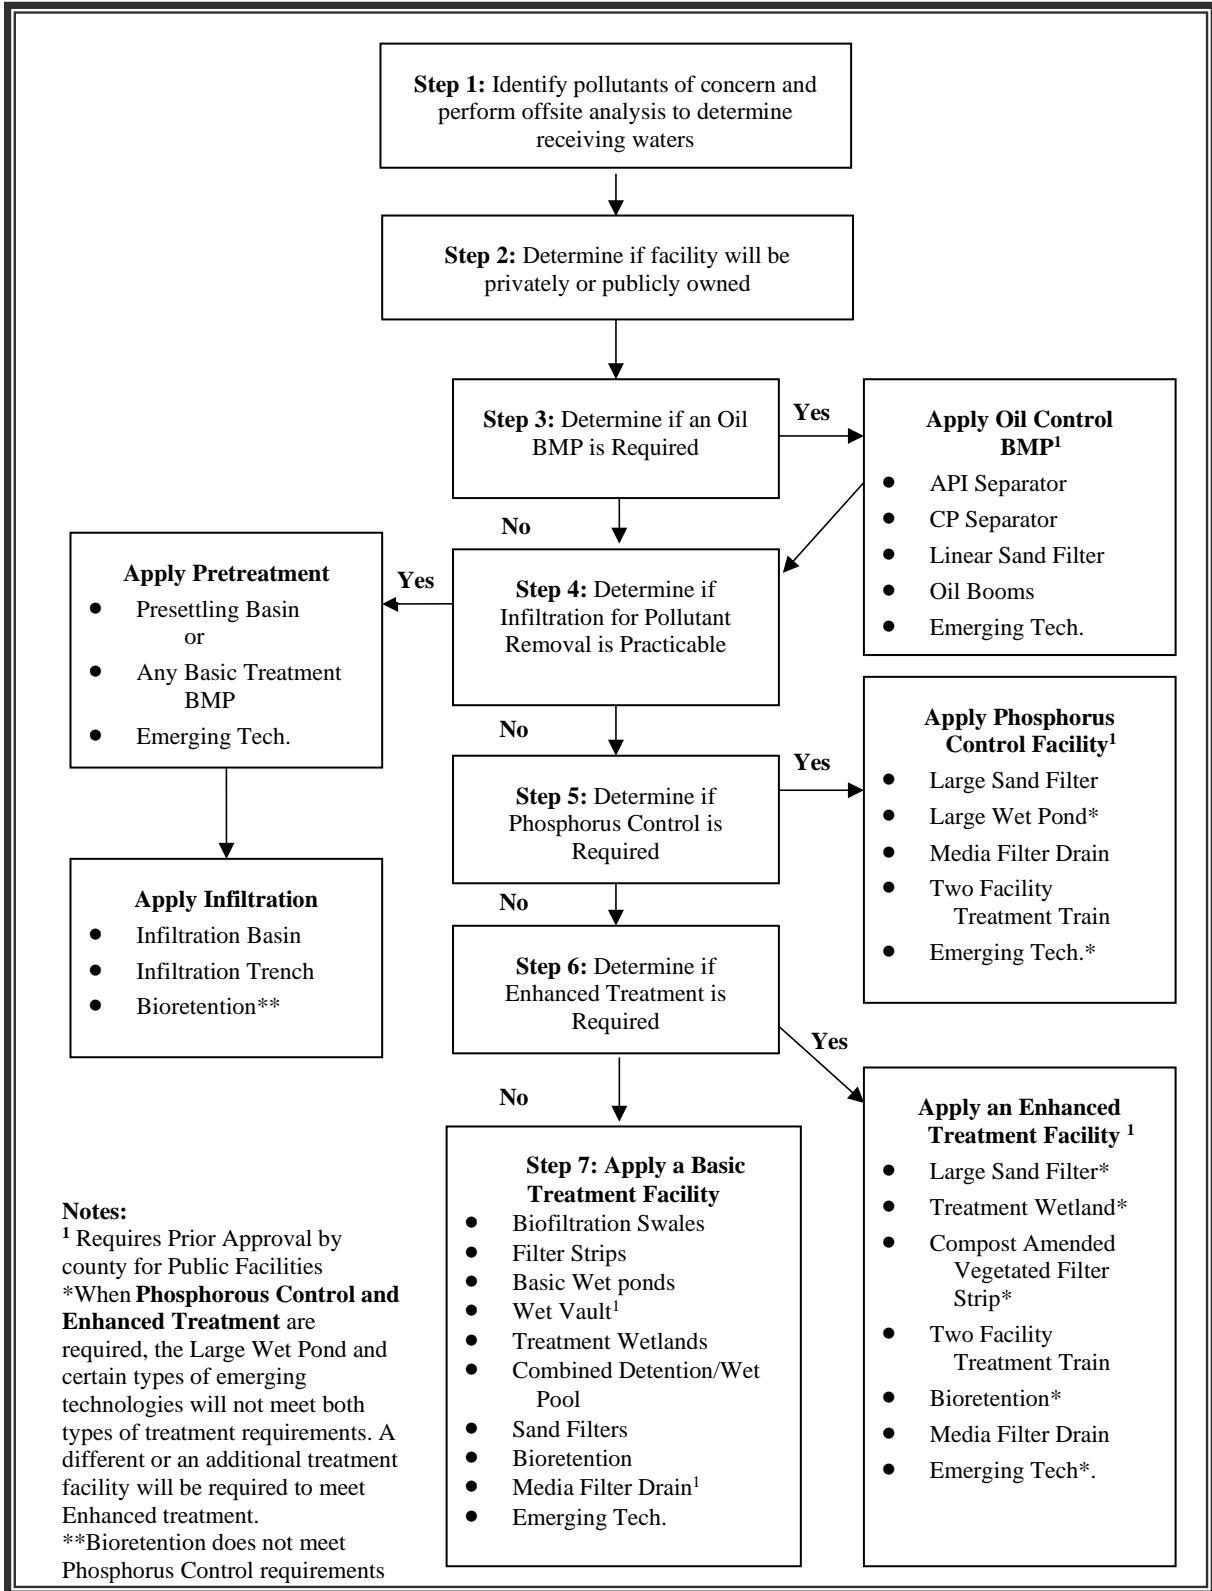 Step 1: Identify pollutants of concern and
perform offsite analysis to determine
receiving waters
Step 2: Determine if facility will be
privately or publicly owned
Step 3: Determine if an Oil
BMP is Required
Yes
No
Apply Oil Control
BMP¹
● API Separator
● CP Separator
● Linear Sand Filter
● Oil Booms
● Emerging Tech.
Step 4: Determine if
Infiltration for Pollutant
Removal is Practicable
Yes
No
Apply Pretreatment
● Presettling Basin
or
● Any Basic Treatment
BMP
● Emerging Tech.
Apply Infiltration
● Infiltration Basin
● Infiltration Trench
● Bioretention**
Step 5: Determine if
Phosphorus Control is
Required
Yes
No
Apply Phosphorus
Control Facility¹
● Large Sand Filter
● Large Wet Pond*
● Media Filter Drain
● Two Facility
Treatment Train
● Emerging Tech.*
Step 6: Determine if
Enhanced Treatment is
Required
Yes
No
Apply an Enhanced
Treatment Facility ¹
● Large Sand Filter*
● Treatment Wetland*
● Compost Amended
Vegetated Filter
Strip*
● Two Facility
Treatment Train
● Bioretention*
● Media Filter Drain
● Emerging Tech*.
Step 7: Apply a Basic
Treatment Facility
● Biofiltration Swales
● Filter Strips
● Basic Wet ponds
● Wet Vault¹
● Treatment Wetlands
● Combined Detention/Wet
Pool
● Sand Filters
● Bioretention
● Media Filter Drain¹
● Emerging Tech.
Notes:
¹ Requires Prior Approval by
county for Public Facilities
*When Phosphorous Control and
Enhanced Treatment are
required, the Large Wet Pond and
certain types of emerging
technologies will not meet both
types of treatment requirements. A
different or an additional treatment
facility will be required to meet
Enhanced treatment.
**Bioretention does not meet
Phosphorus Control requirements